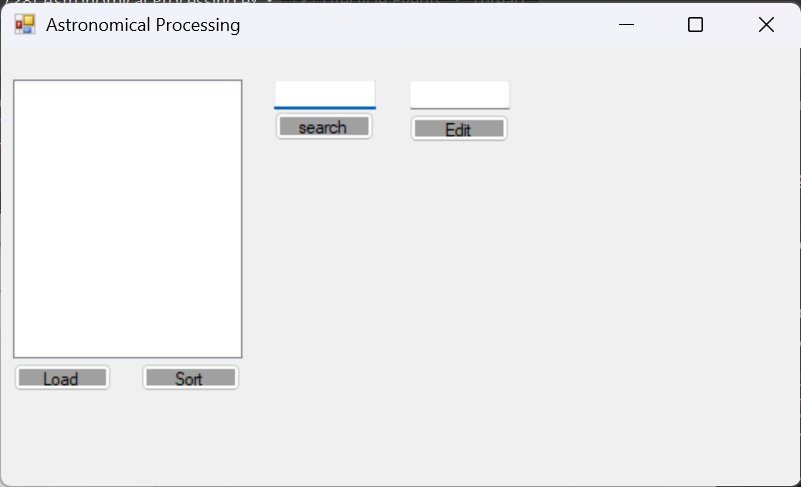 Astronomical Processing
search
Edit
Load
Sort